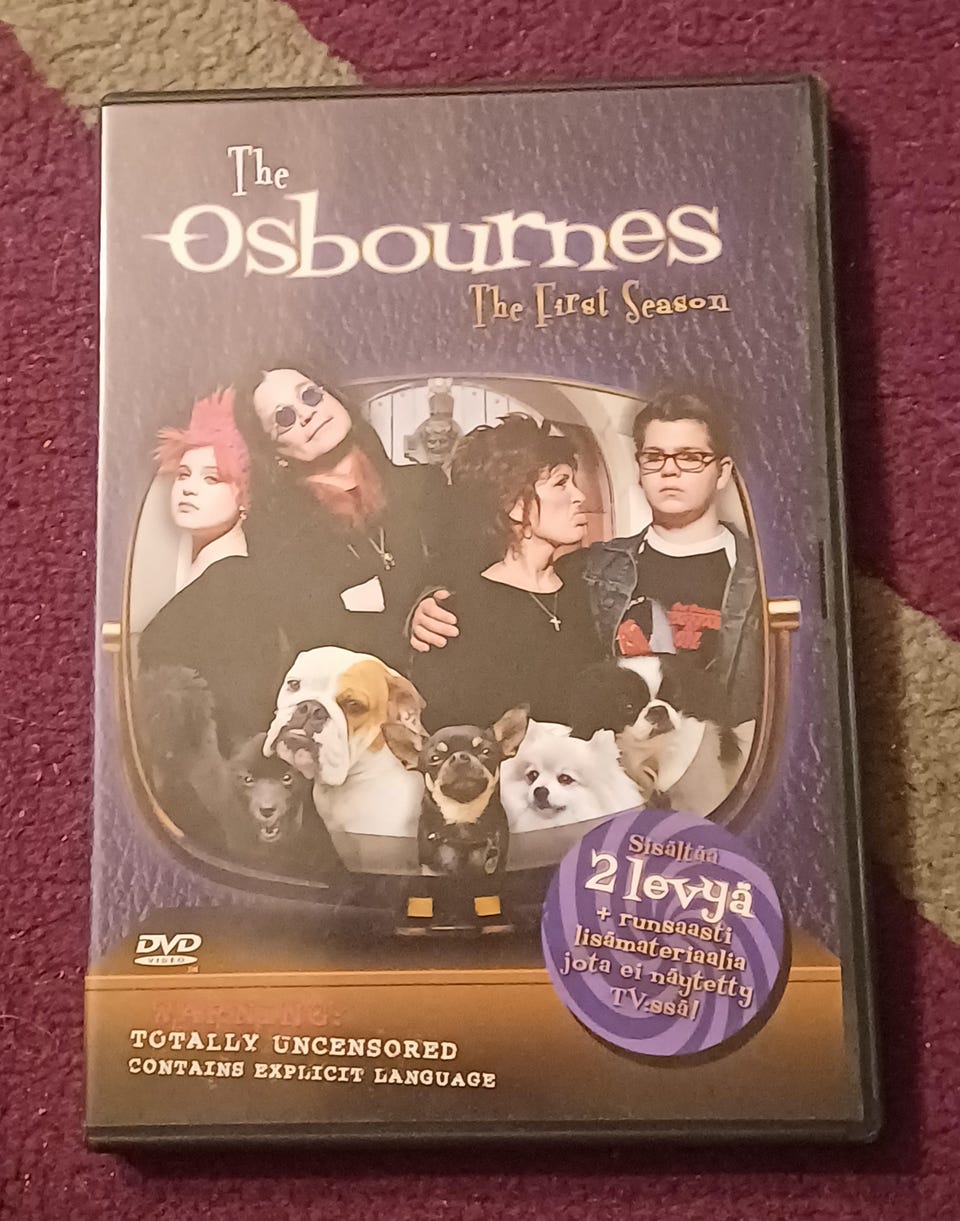 The
Osbournes
The First Season
Sisältää
2 levyä
+ runsaasti
lisämateriaalia
jota ei näytetty
TV:ssä!
DVD
VIDEO
WARNING:
TOTALLY UNCENSORED
CONTAINS EXPLICIT LANGUAGE